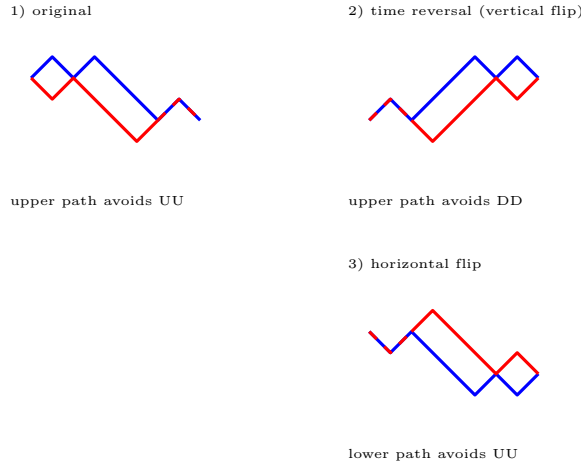 1) original
2) time reversal (vertical flip)
upper path avoids UU
upper path avoids DD
3) horizontal flip
lower path avoids UU